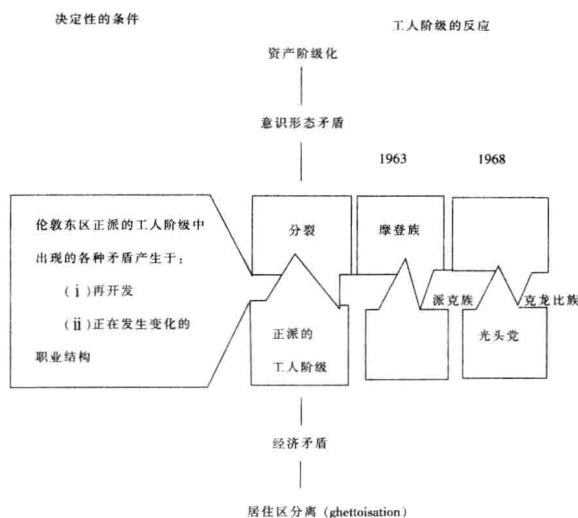 决定性的条件
工人阶级的反应
资产阶级化
意识形态矛盾
1963
1968
伦敦东区正派的工人阶级中
出现的各种矛盾产生于：
(ⅰ)再开发
(ⅱ)正在发生变化的
职业结构
分裂
摩登族
派克族
克龙比族
正派的
工人阶级
光头党
经济矛盾
居住区分离 (ghettoisation)